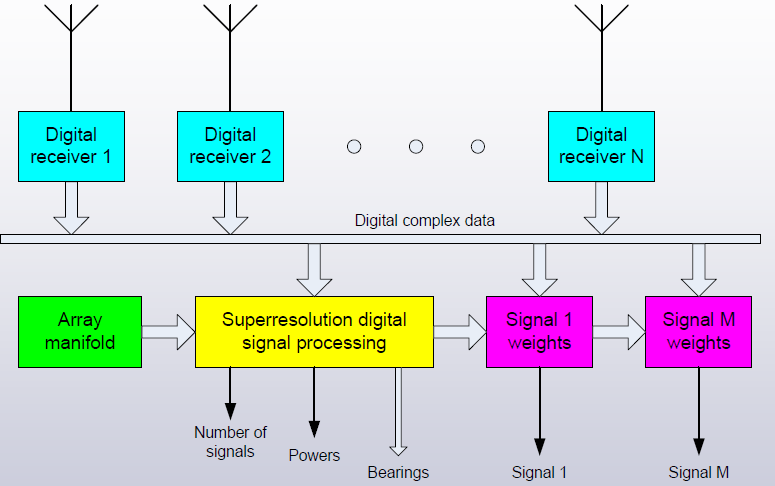 Digital
receiver 1
Digital
receiver 2
Digital
receiver N
Digital complex data
Array
manifold
Superresolution digital
signal processing
Signal 1
weights
Signal M
weights
Number of
signals
Powers
Bearings
Signal 1
Signal M